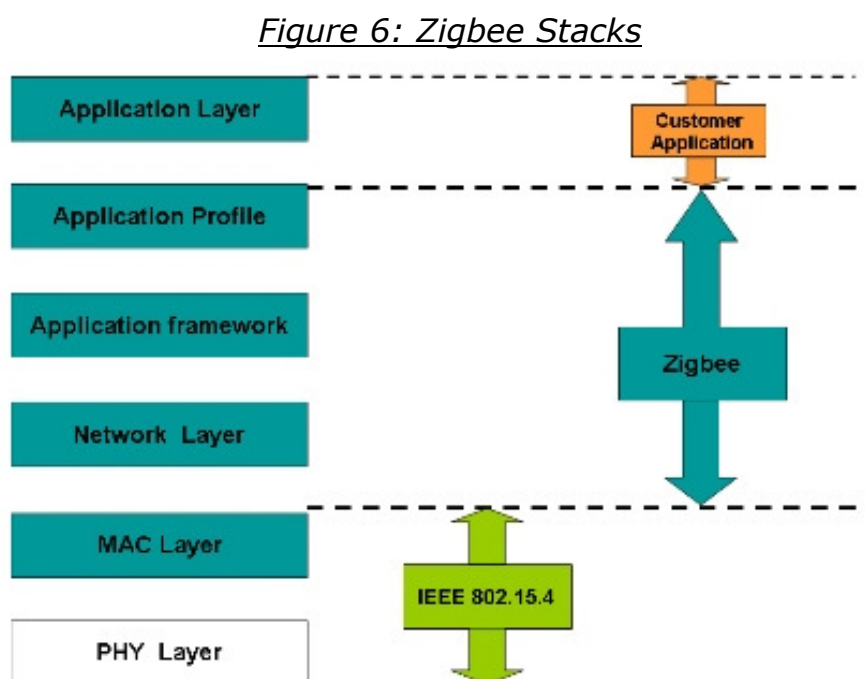 Figure 6: Zigbee Stacks
Application Layer
Customer
Application
Application Profile
Application framework
Zigbee
Network Layer
MAC Layer
IEEE 802.15.4
PHY Layer